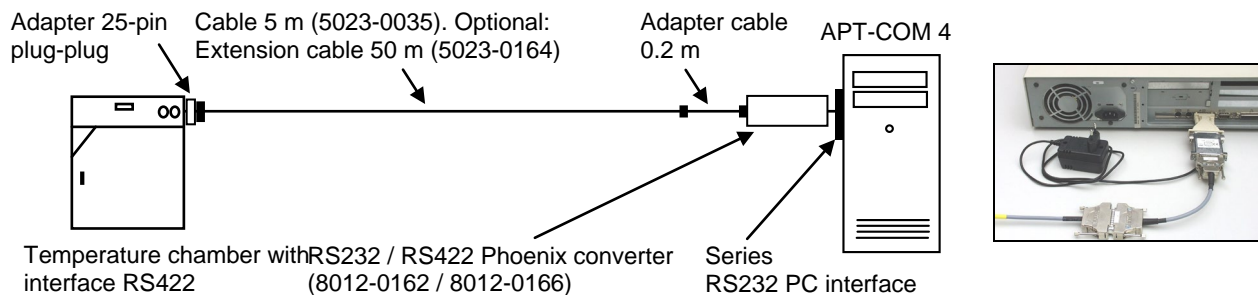 Adapter 25-pin
plug-plug
Cable 5 m (5023-0035). Optional:
Extension cable 50 m (5023-0164)
Adapter cable
0.2 m
APT-COM 4
Temperature chamber with
interface RS422
RS232 / RS422 Phoenix converter
(8012-0162 / 8012-0166)
Series
RS232 PC interface